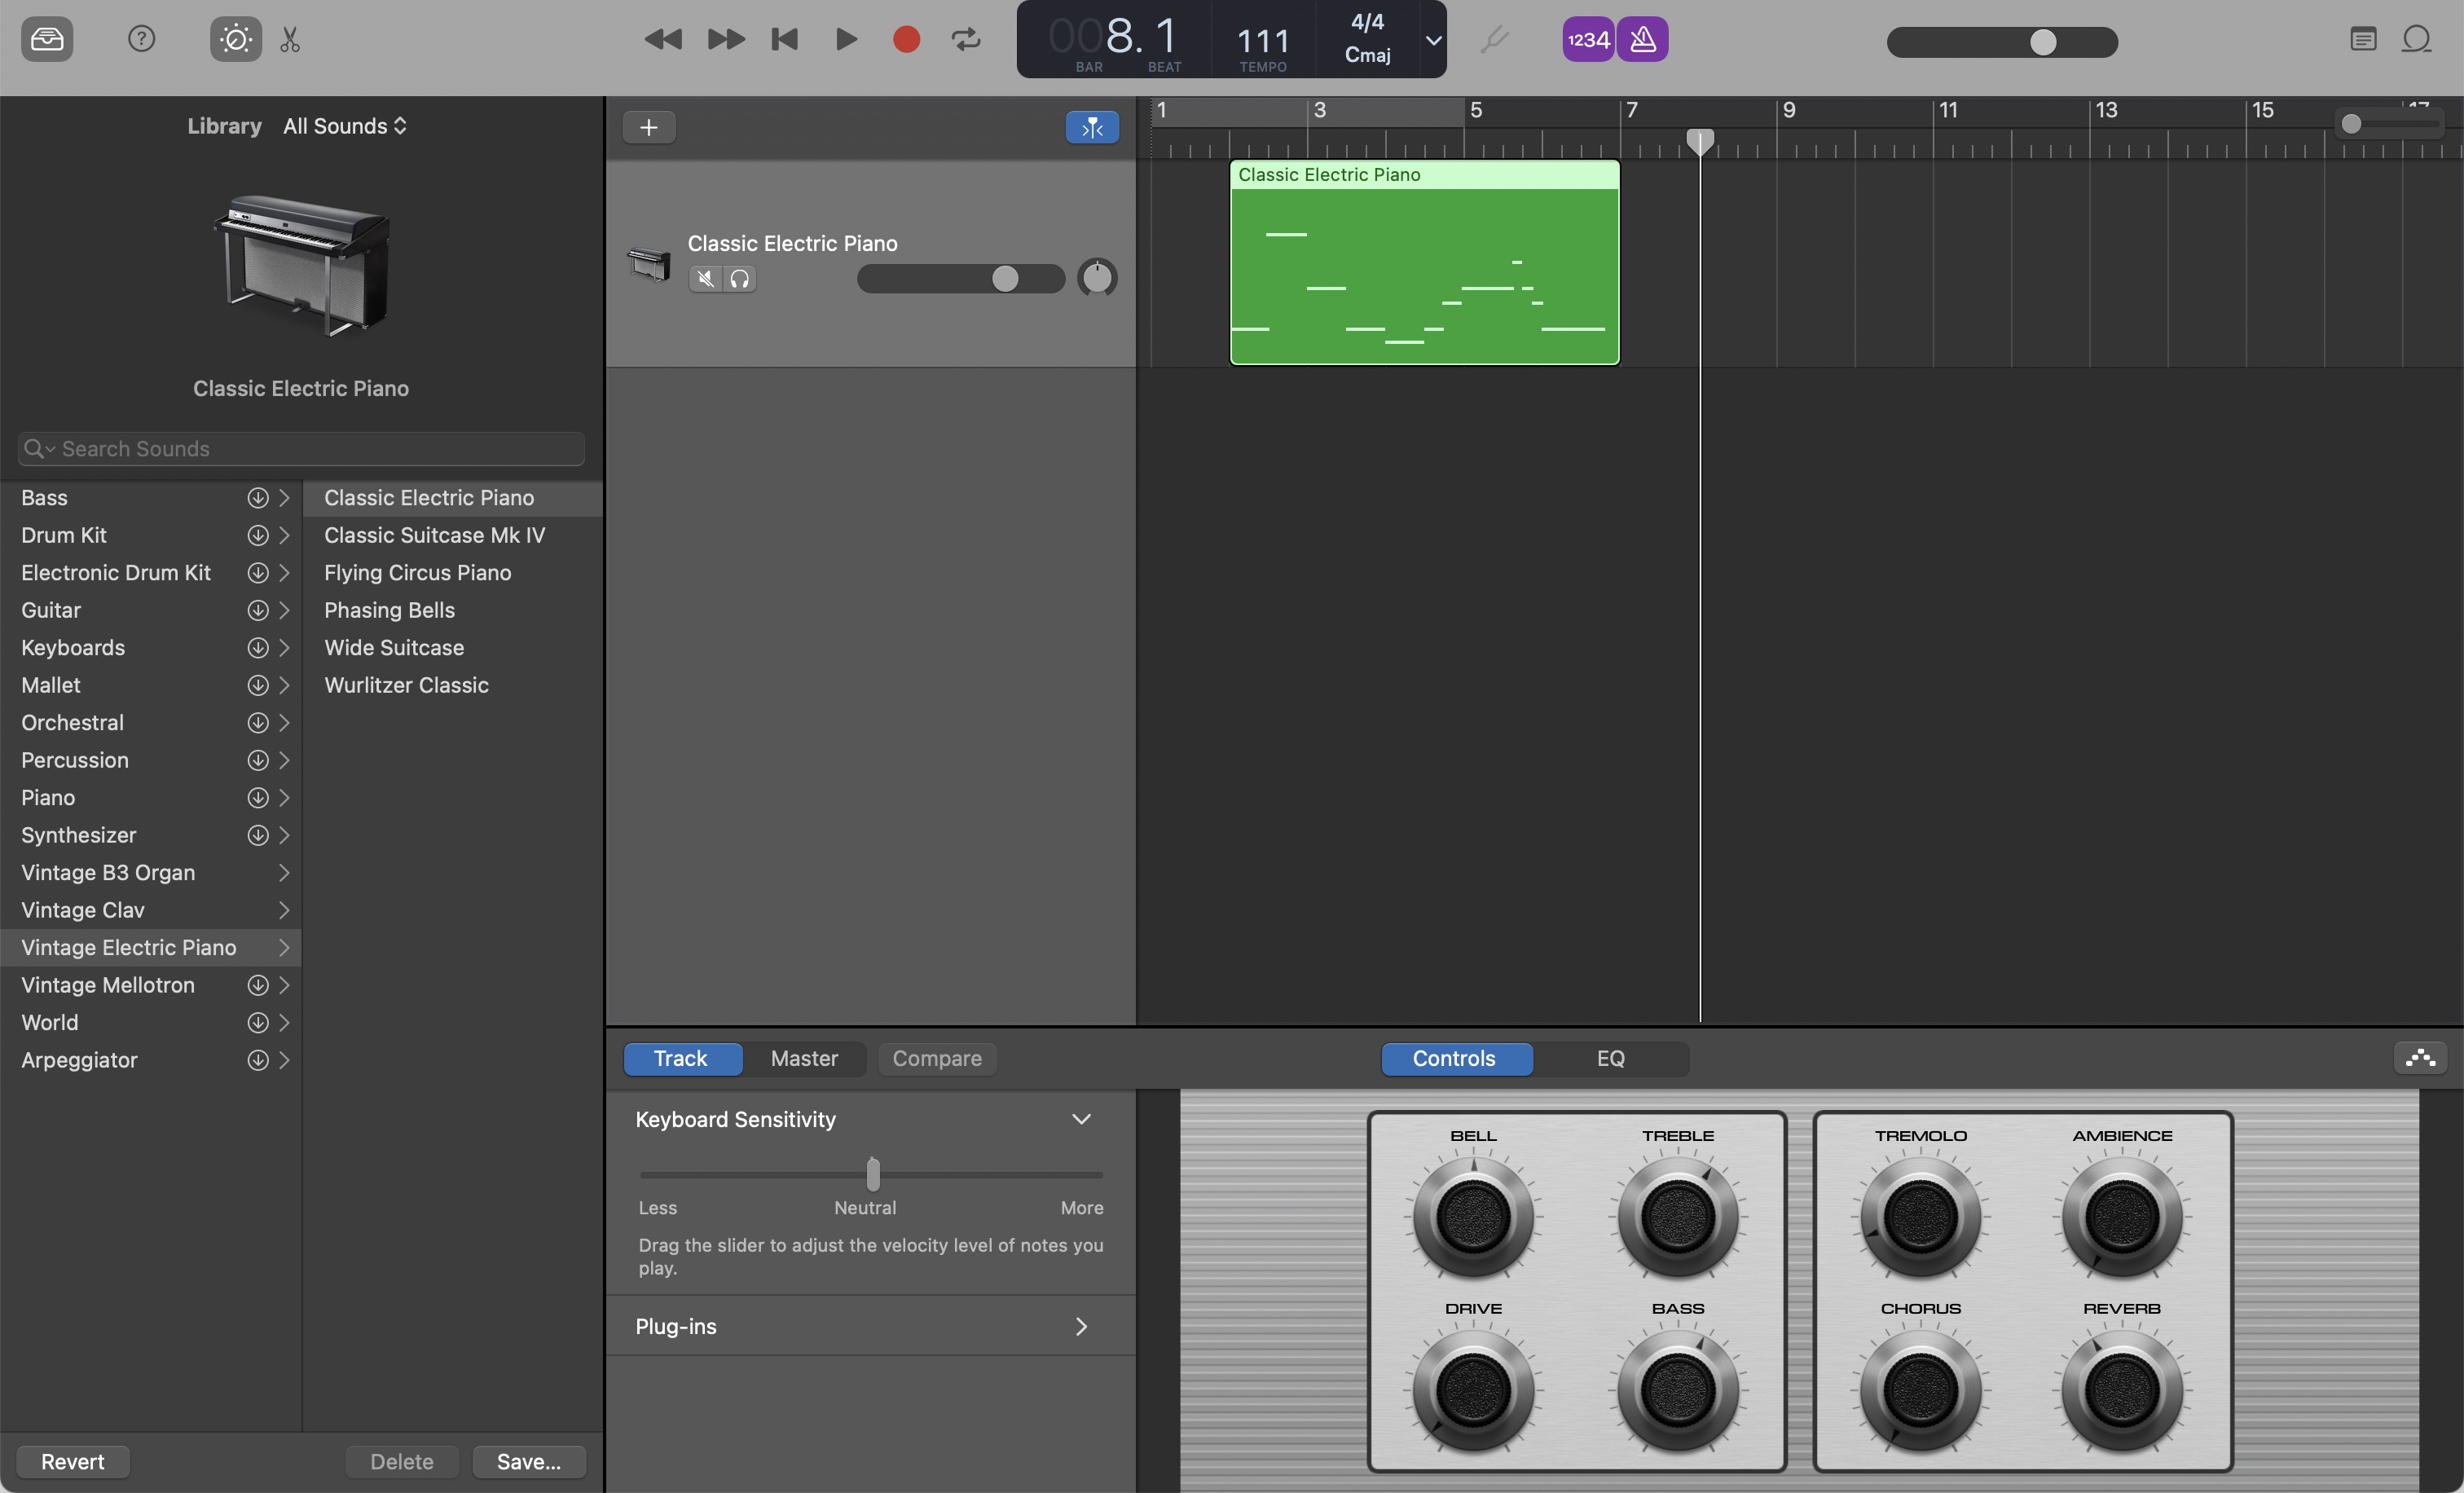 008. 1
BAR BEAT
111
TEMPO
4/4
Cmaj
1234
Library All Sounds
Classic Electric Piano
Search Sounds
Bass
Drum Kit
Electronic Drum Kit
Guitar
Keyboards
Mallet
Orchestral
Percussion
Piano
Synthesizer
Vintage B3 Organ
Vintage Clav
Vintage Electric Piano
Vintage Mellotron
World
Arpeggiator
Classic Electric Piano
Classic Suitcase Mk IV
Flying Circus Piano
Phasing Bells
Wide Suitcase
Wurlitzer Classic
Revert Delete Save...
Classic Electric Piano
1 3 5 7 9 11 13 15 17
Classic Electric Piano
Track Master Compare Controls EQ
Keyboard Sensitivity
Less Neutral More
Drag the slider to adjust the velocity level of notes you
play.
Plug-ins
BELL TREBLE TREMOLO AMBIENCE
DRIVE BASS CHORUS REVERB